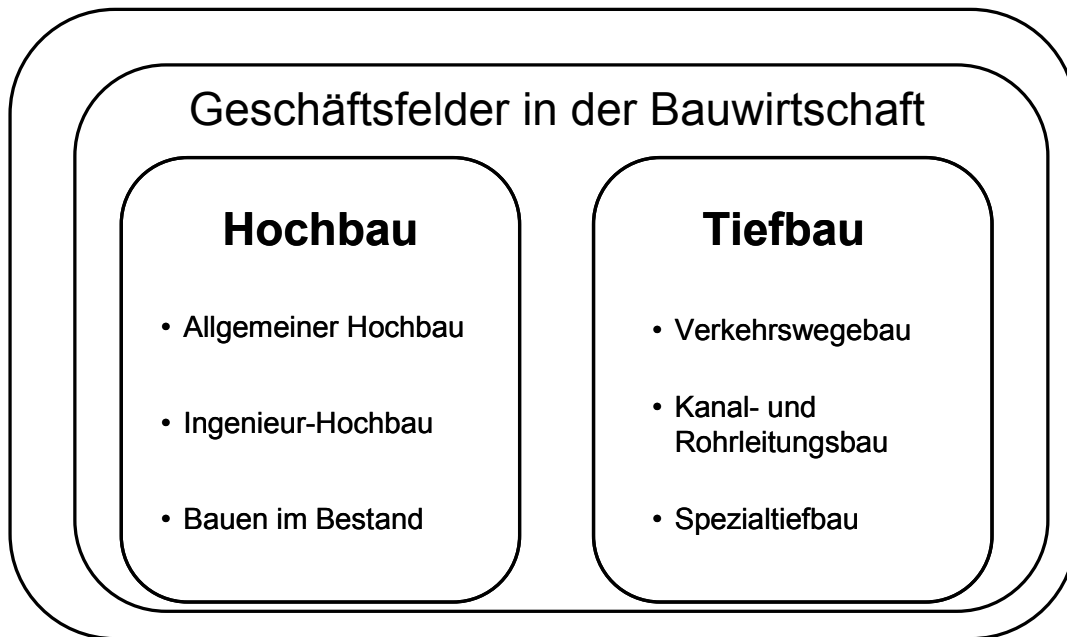 Geschäftsfelder in der Bauwirtschaft
Hochbau
• Allgemeiner Hochbau
• Ingenieur-Hochbau
• Bauen im Bestand
Tiefbau
• Verkehrswegebau
• Kanal- und
Rohrleitungsbau
• Spezialtiefbau